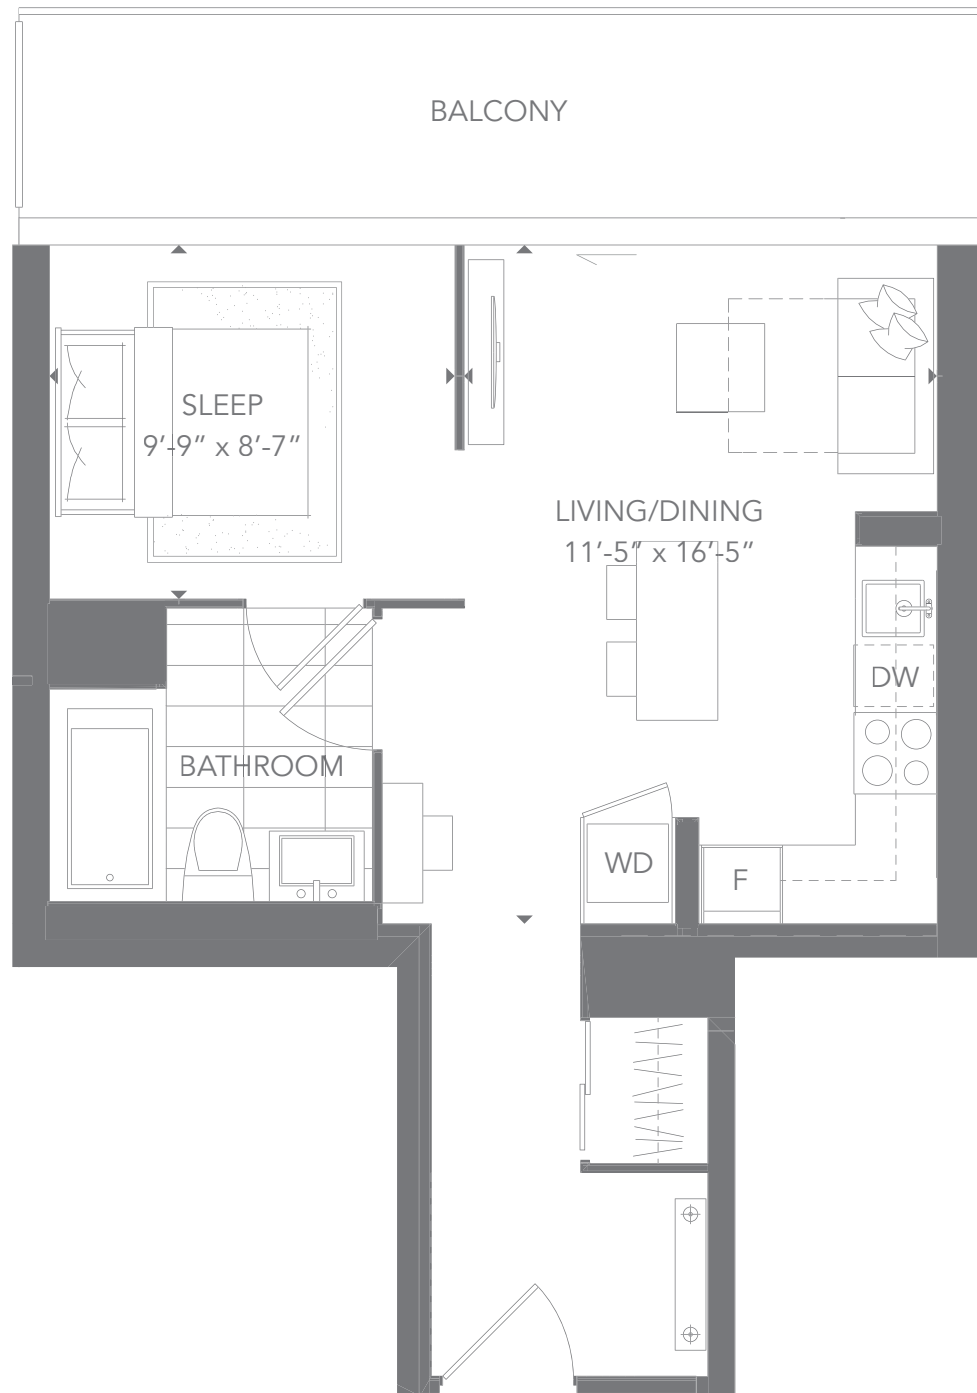 BALCONY
SLEEP
9’-9” x 8’-7”
LIVING/DINING
11’-5” x 16’-5”
DW
BATHROOM
WD
F